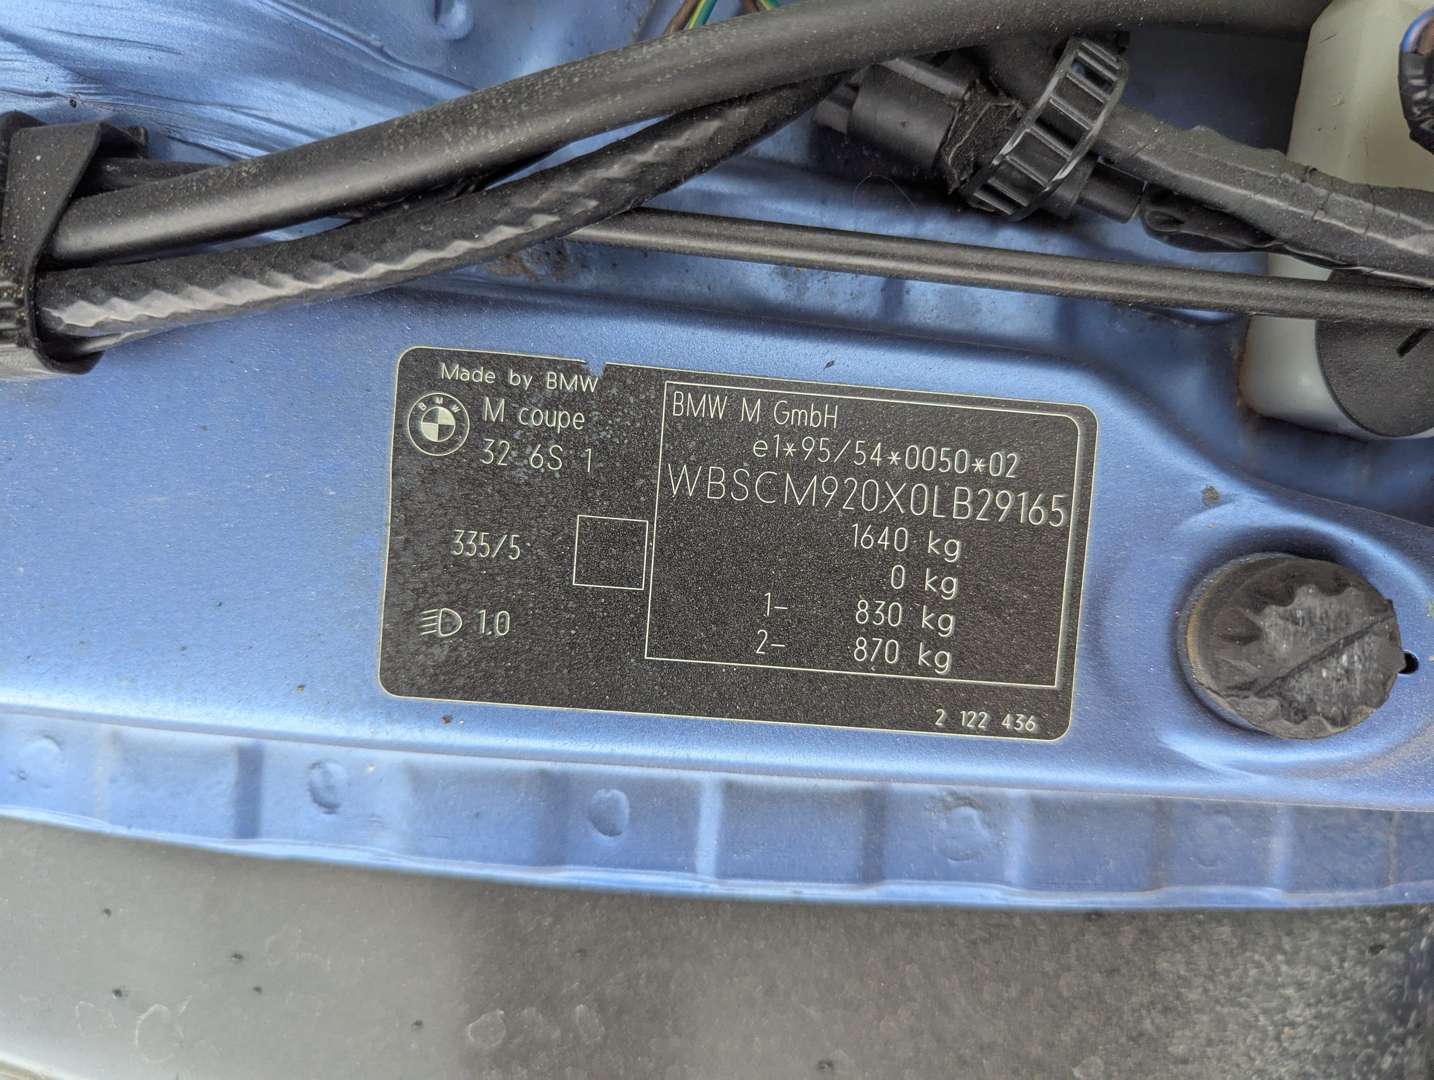 Made by BMW
BMW
M coupe
32 6S 1
335/5
1.0
BMW M GmbH
e1*95/54*0050*02
WBSCM920X0LB29165
1640 kg
0 kg
1- 830 kg
2- 870 kg
2 122 436